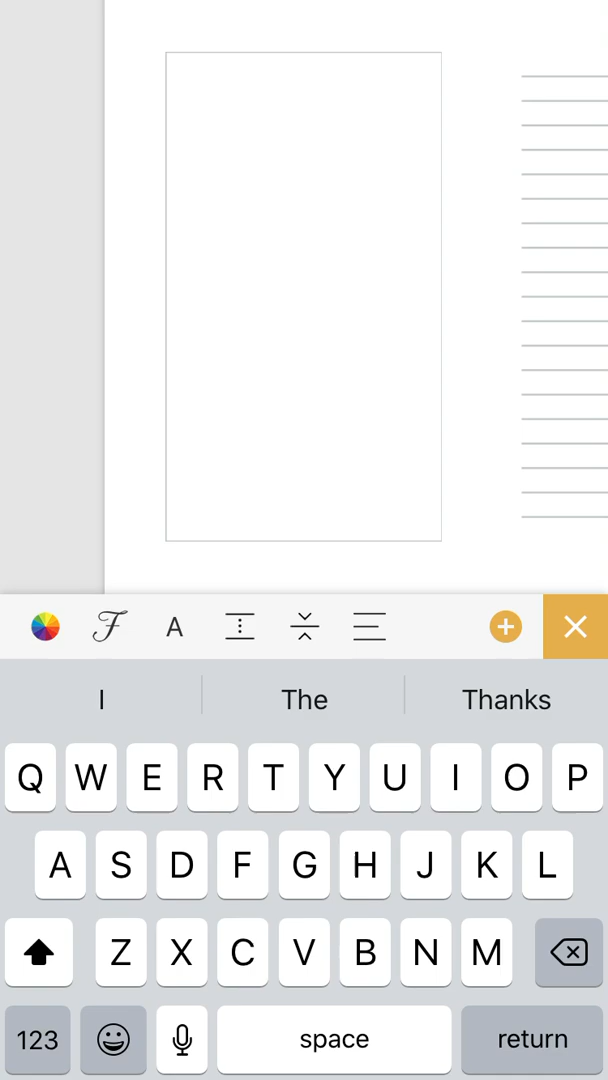 ℱ A
I The Thanks
Q W E R T Y U I O P
A S D F G H J K L
Z X C V B N M
123 space return